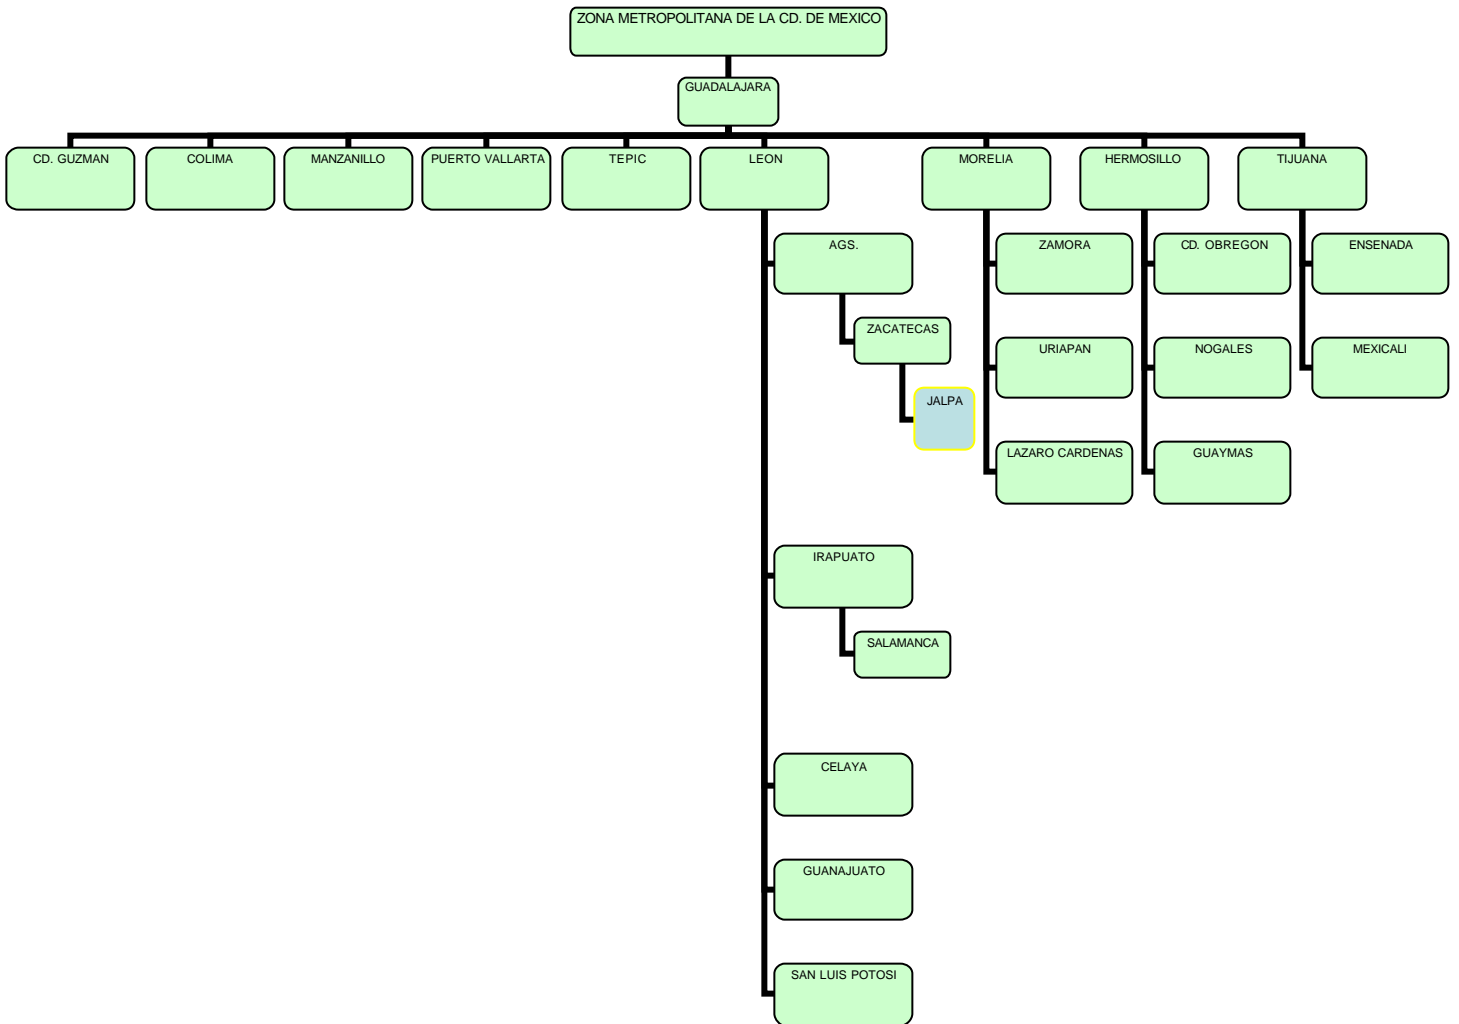 ZONA METROPOLITANA DE LA CD. DE MEXICO
GUADALAJARA
CD. GUZMAN
COLIMA
MANZANILLO
PUERTO VALLARTA
TEPIC
LEON
MORELIA
HERMOSILLO
TIJUANA
AGS.
ZAMORA
CD. OBREGON
ENSENADA
ZACATECAS
URIAPAN
NOGALES
MEXICALI
JALPA
LAZARO CARDENAS
GUAYMAS
IRAPUATO
SALAMANCA
CELAYA
GUANAJUATO
SAN LUIS POTOSI